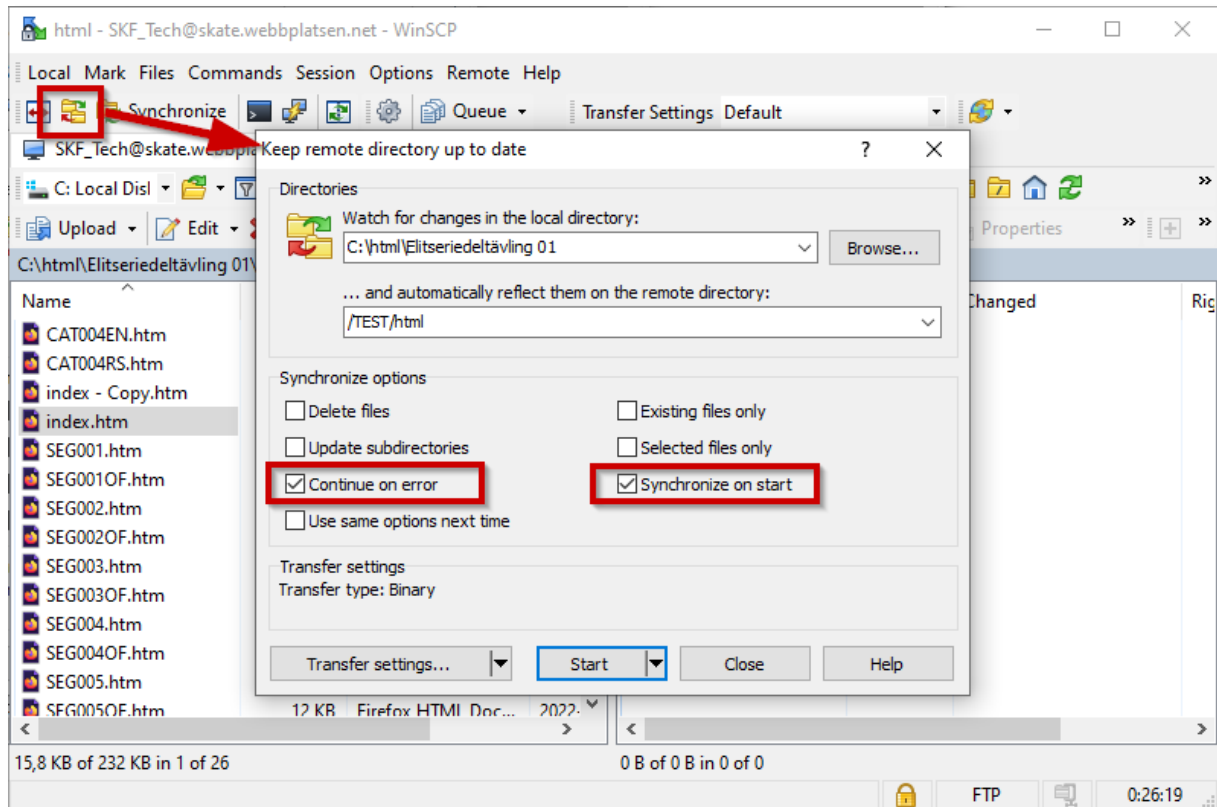 html - SKF_Tech@skate.webbplatsen.net - WinSCP
Local Mark Files Commands Session Options Remote Help
Synchronize Queue Transfer Settings Default
SKF_Tech@skate.webbpla
Keep remote directory up to date ?
C: Local Disl
Upload Edit Properties
C:\html\Elitseriedeltävling 01\
Name Changed Rig
CAT004EN.htm
CAT004RS.htm
index - Copy.htm
index.htm
SEG001.htm
SEG001OF.htm
SEG002.htm
SEG002OF.htm
SEG003.htm
SEG003OF.htm
SEG004.htm
SEG004OF.htm
SEG005.htm
SEG005OF.htm 12 KB Firefox HTML Doc... 2022-
Directories
Watch for changes in the local directory:
C:\html\Elitseriedeltävling 01
Browse...
... and automatically reflect them on the remote directory:
/TEST/html
Synchronize options
Delete files Existing files only
Update subdirectories Selected files only
Continue on error Synchronize on start
Use same options next time
Transfer settings
Transfer type: Binary
Transfer settings... Start Close Help
15,8 KB of 232 KB in 1 of 26 0 B of 0 B in 0 of 0
FTP 0:26:19